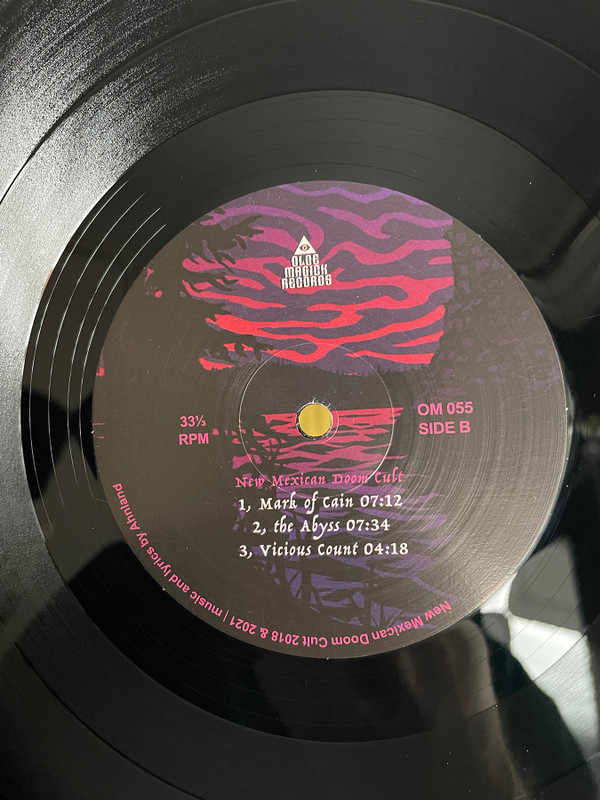 OLDE
MAGICK
RECORDS
33⅓
RPM
OM 055
SIDE B
New Mexican Doom Cult
1, Mark of Cain 07:12
2, the Abyss 07:34
3, Vicious Count 04:18
New Mexican Doom Cult 2018 & 2021 | music and lyrics by Ahnland